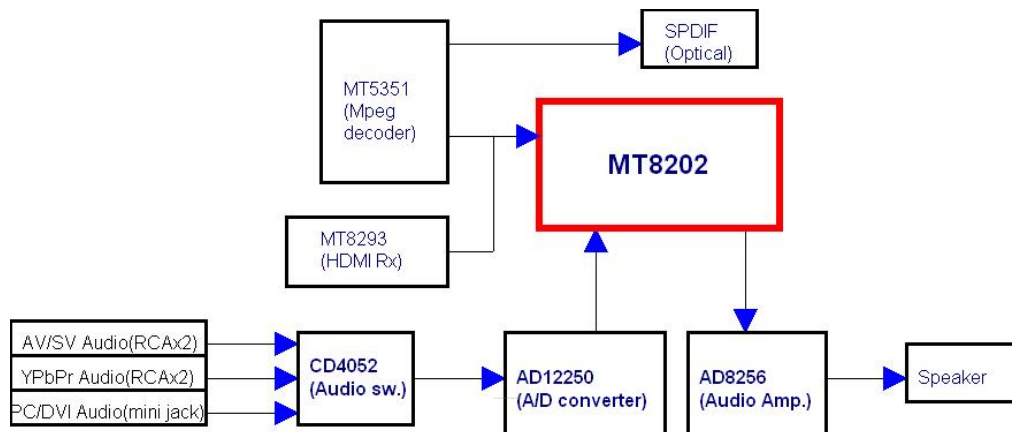 SPDIF
(Optical)
MT5351
(Mpeg
decoder)
MT8202
MT8293
(HDMI Rx)
AV/SV Audio(RCAx2)
YPbPr Audio(RCAx2)
PC/DVI Audio(mini jack)
CD4052
(Audio sw.)
AD12250
(A/D converter)
AD8256
(Audio Amp.)
Speaker